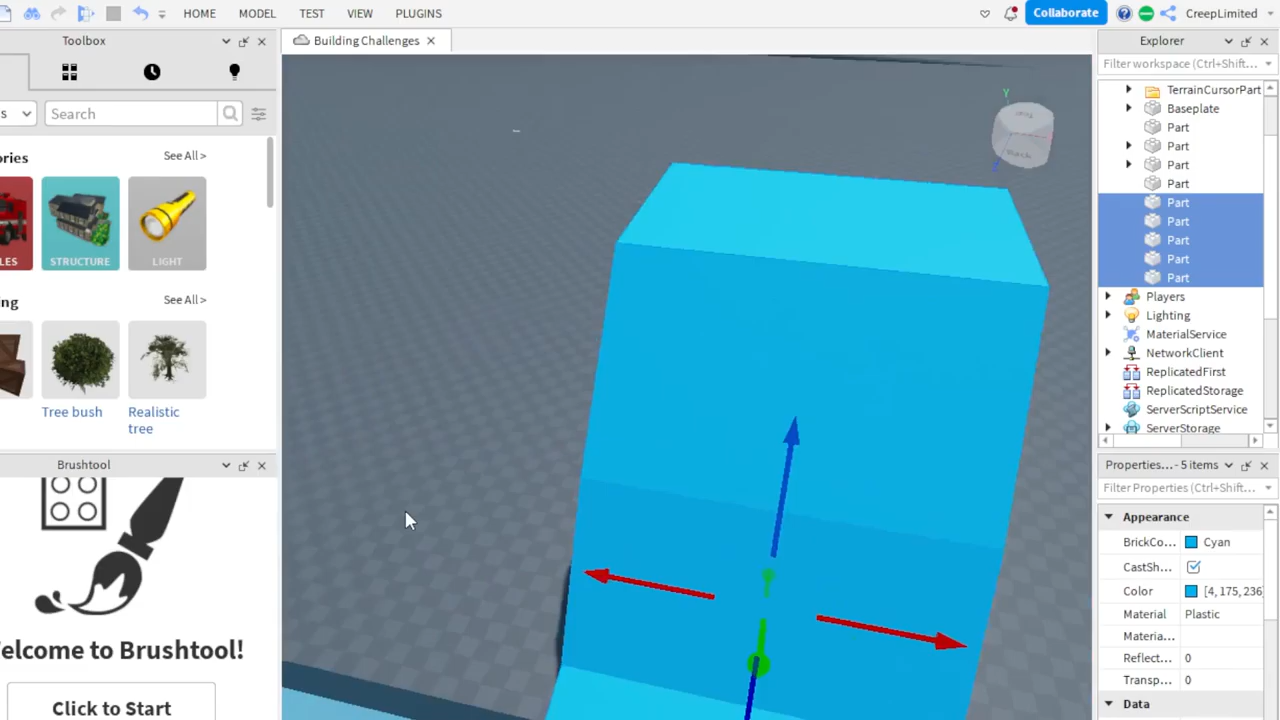 HOME MODEL TEST VIEW PLUGINS Collaborate CreepLimited
Toolbox
Building Challenges
Explorer
Filter workspace (Ctrl+Shift...
s Search
ories See All >
LES STRUCTURE LIGHT
ng See All >
Tree bush
Realistic
tree
Brushtool
elcome to Brushtool!
Click to Start
Y
Z
TerrainCursorPart
Baseplate
Part
Part
Part
Part
Part
Part
Part
Part
Part
Players
Lighting
MaterialService
NetworkClient
ReplicatedFirst
ReplicatedStorage
ServerScriptService
ServerStorage
Properties... - 5 items
Filter Properties (Ctrl+Shift...
Appearance
BrickCo... Cyan
CastSh...
Color [4, 175, 236
Material Plastic
Materia...
Reflect... 0
Transp... 0
Data